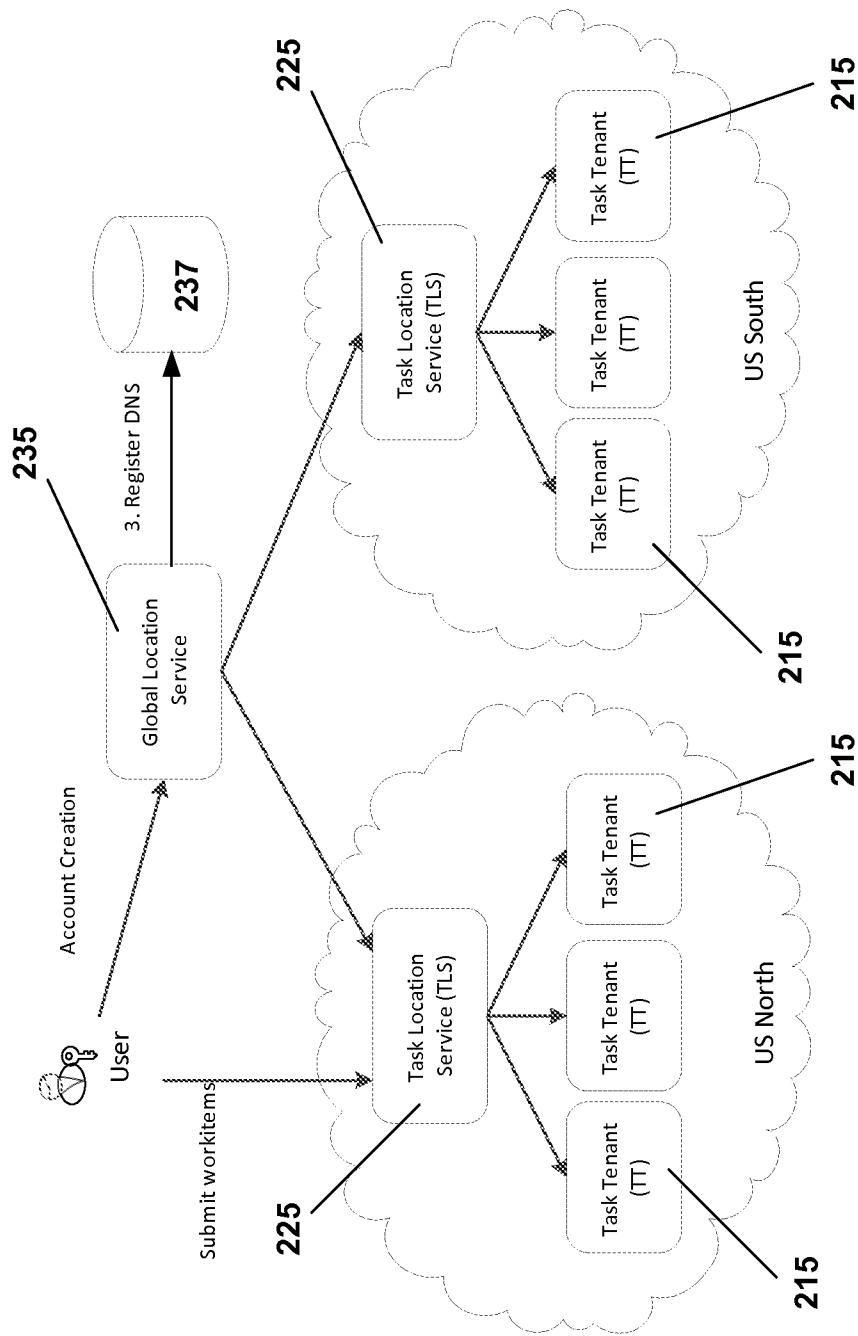 User
Account Creation
Submit workitems
235
Global Location
Service
3. Register DNS
237
225
Task Location
Service (TLS)
Task Tenant
(TT)
Task Tenant
(TT)
Task Tenant
(TT)
215
215
US North
225
Task Location
Service (TLS)
Task Tenant
(TT)
Task Tenant
(TT)
Task Tenant
(TT)
215
215
US South